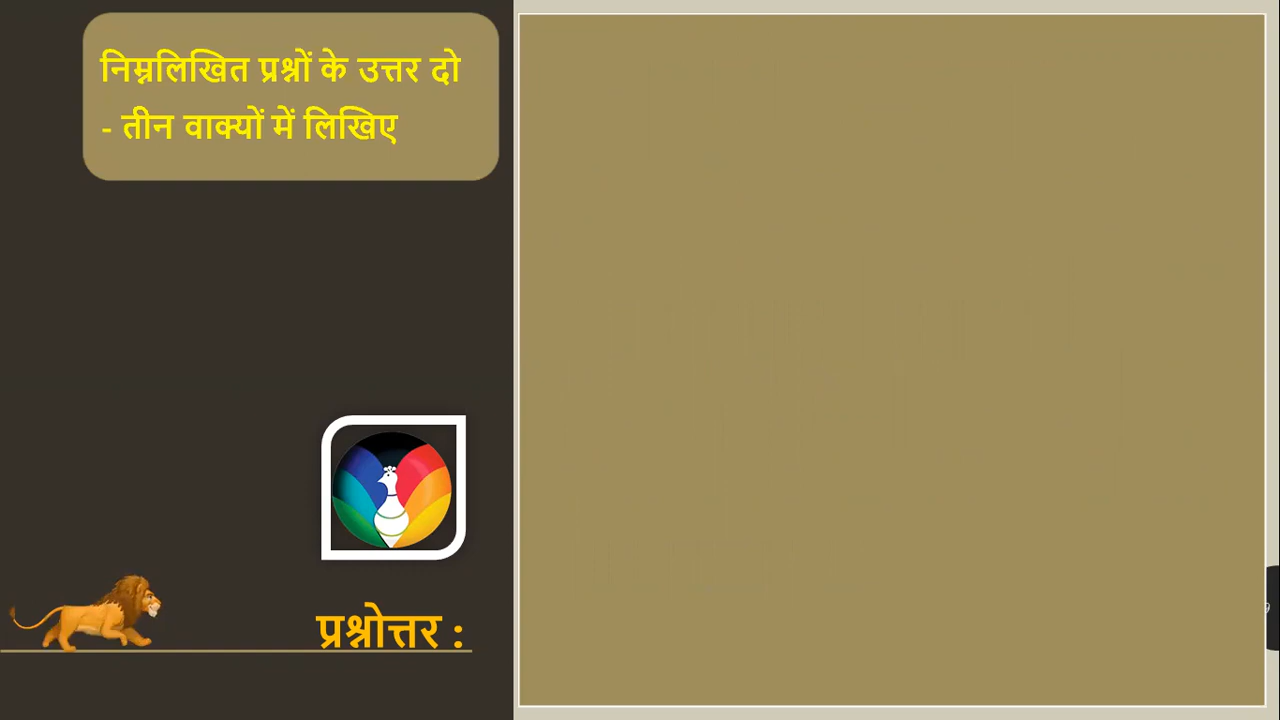 निम्नलिखित प्रश्नों के उत्तर दो
- तीन वाक्यों में लिखिए
प्रश्नोत्तर :